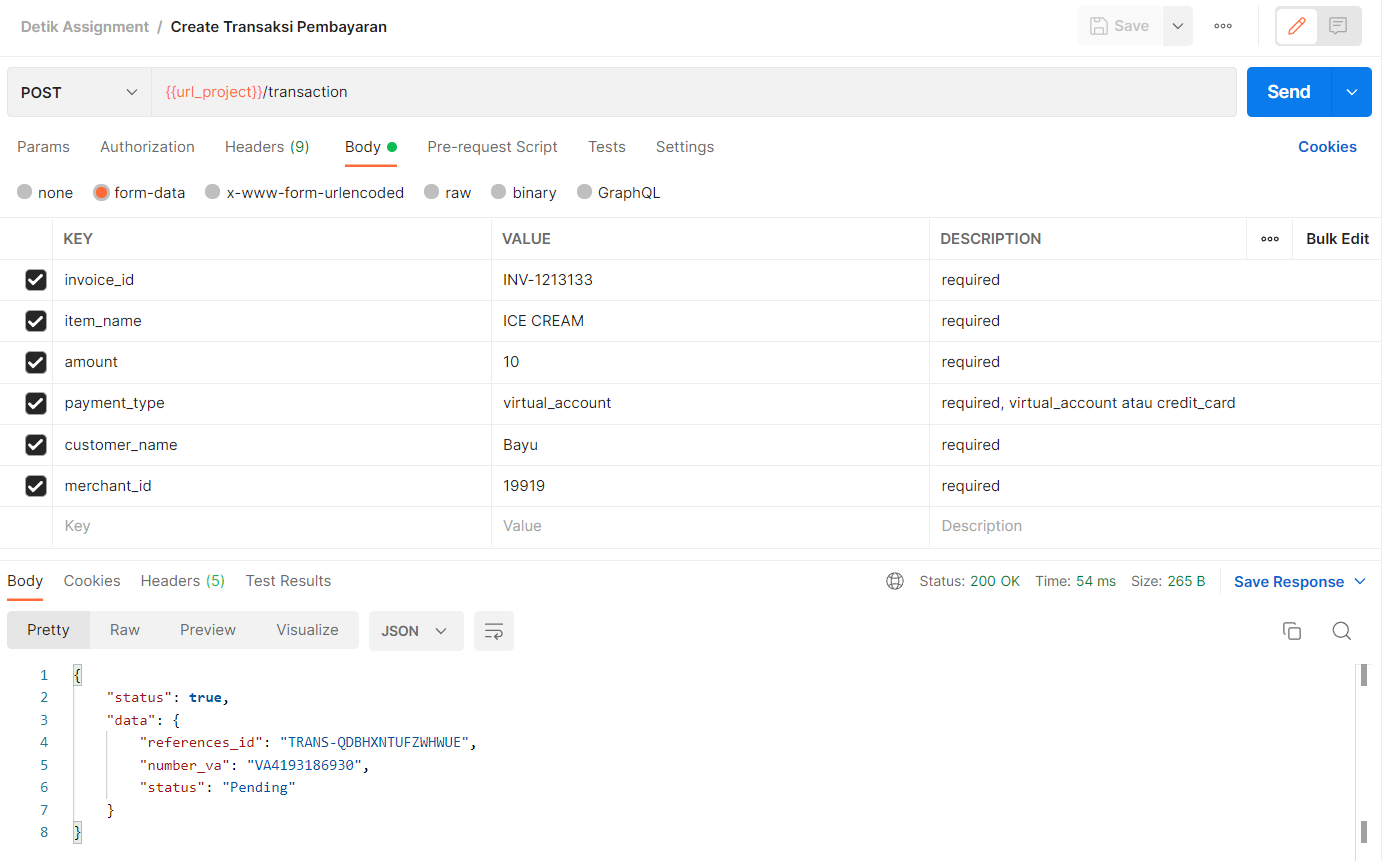 Detik Assignment / Create Transaksi Pembayaran Save
POST {{url_project}}/transaction Send
Params Authorization Headers (9) Body Pre-request Script Tests Settings Cookies
none form-data x-www-form-urlencoded raw binary GraphQL
KEY VALUE DESCRIPTION Bulk Edit
invoice_id INV-1213133 required
item_name ICE CREAM required
amount 10 required
payment_type virtual_account required, virtual_account atau credit_card
customer_name Bayu required
merchant_id 19919 required
Key Value Description
Body Cookies Headers (5) Test Results Status: 200 OK Time: 54 ms Size: 265 B Save Response
Pretty Raw Preview Visualize JSON
1 {
2 "status": true,
3 "data": {
4 "references_id": "TRANS-QDBHXNTUFZWHWUE",
5 "number_va": "VA4193186930",
6 "status": "Pending"
7 }
8 }